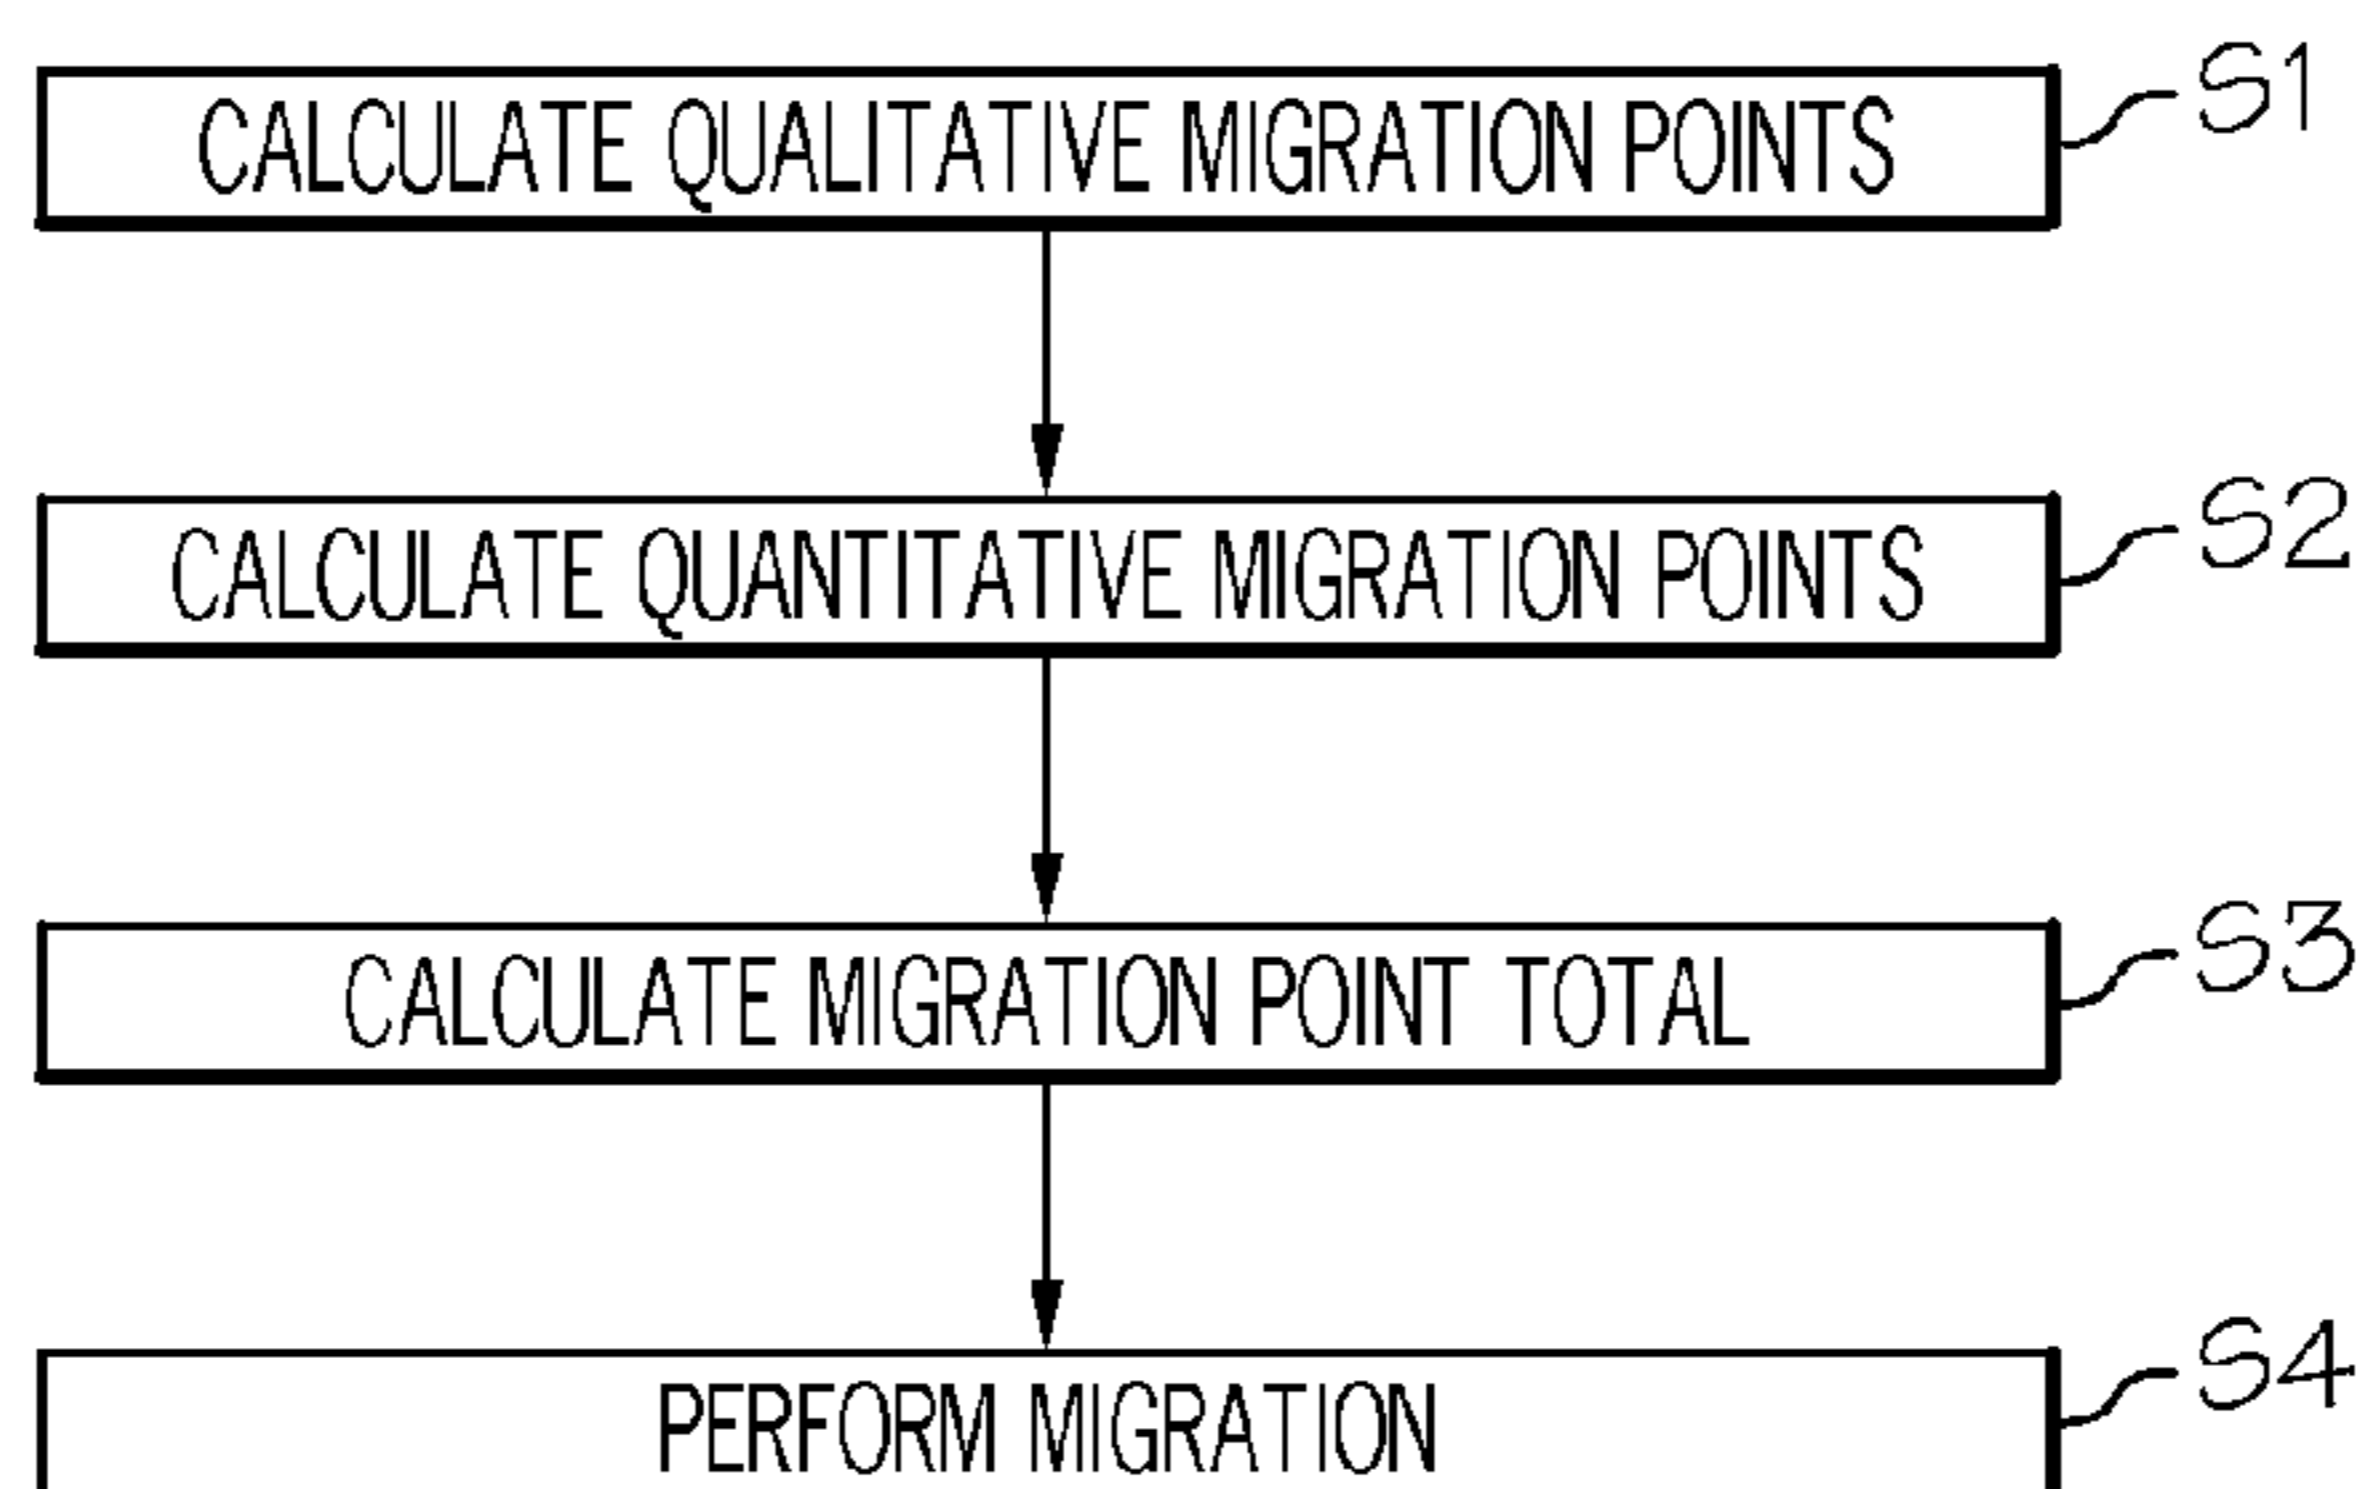 CALCULATE QUALITATIVE MIGRATION POINTS S1
CALCULATE QUANTITATIVE MIGRATION POINTS S2
CALCULATE MIGRATION POINT TOTAL S3
PERFORM MIGRATION S4